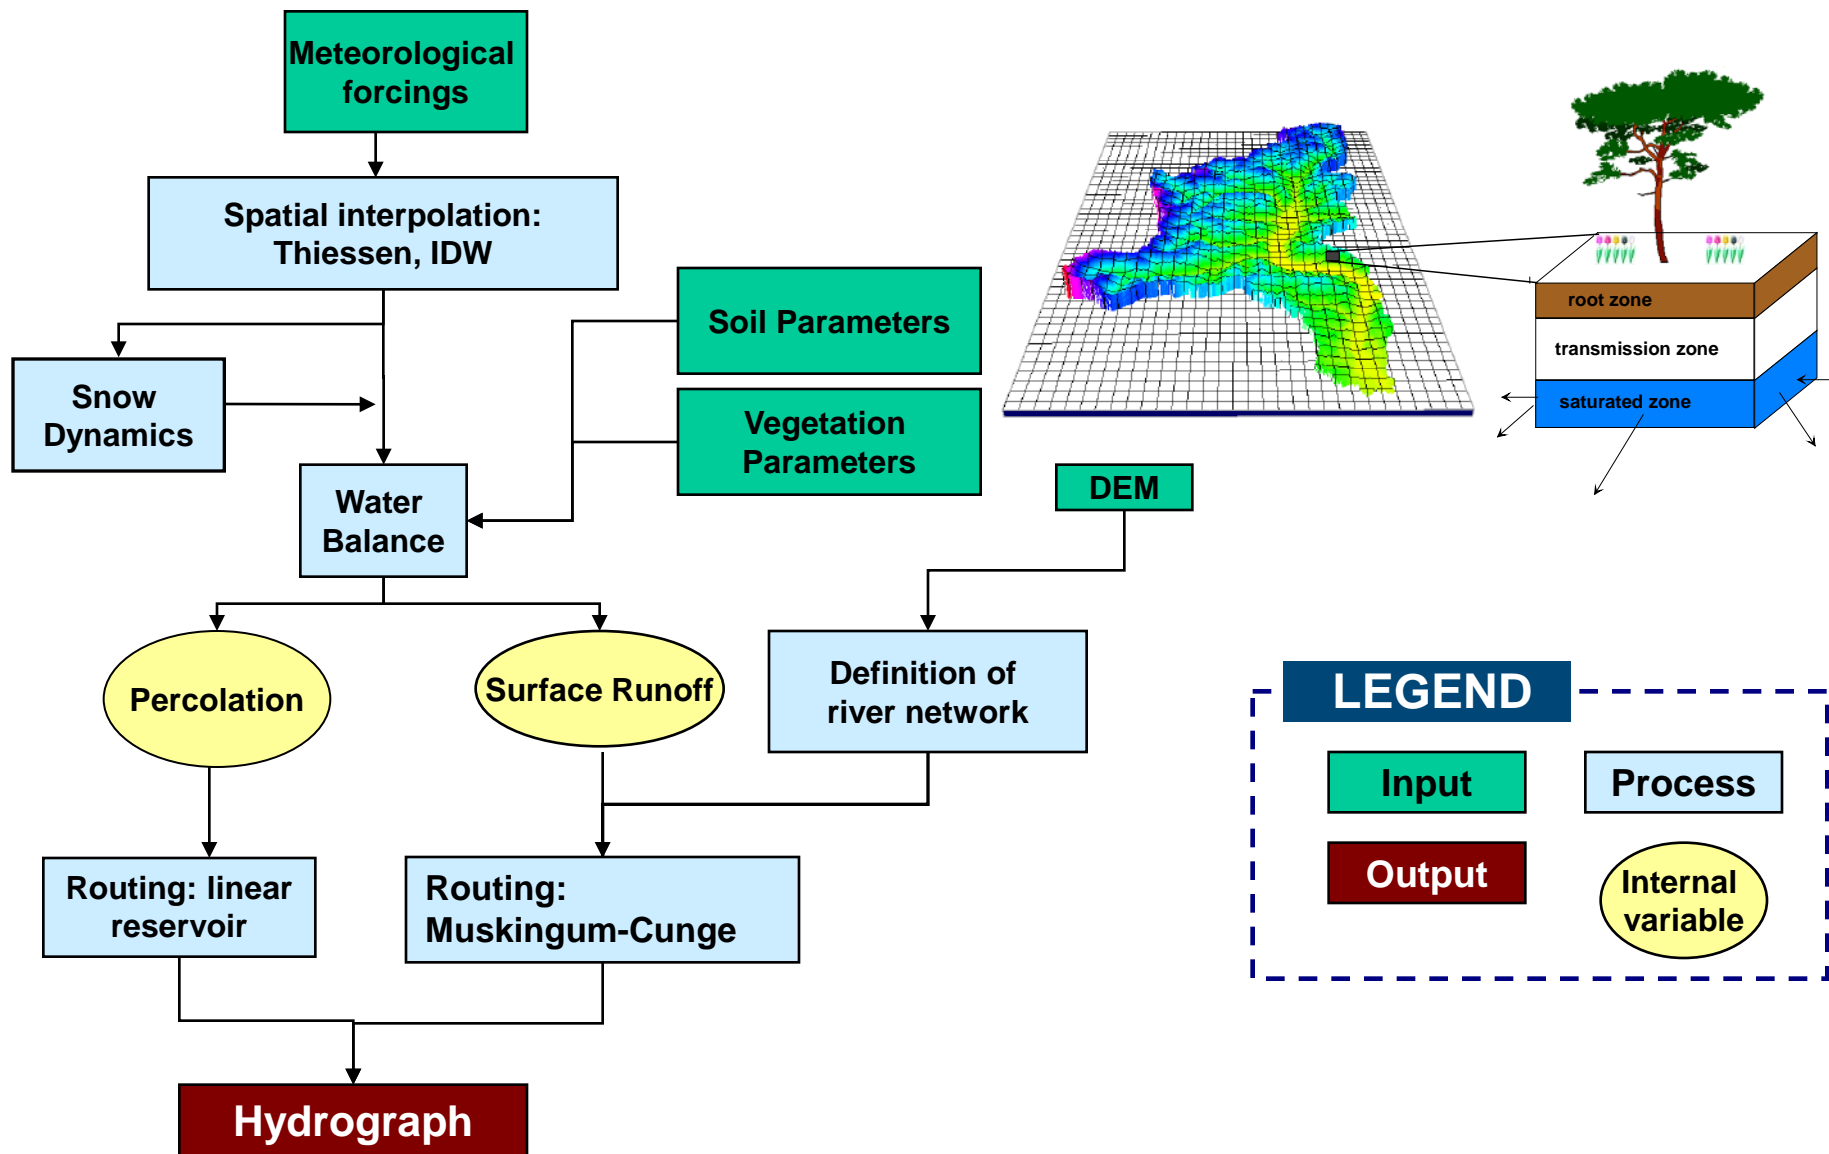 Meteorological
forcings
Spatial interpolation:
Thiessen, IDW
Soil Parameters
Snow
Dynamics
Vegetation
Parameters
Water
Balance
DEM
root zone
transmission zone
saturated zone
Percolation
Surface Runoff
Definition of
river network
Routing: linear
reservoir
Routing:
Muskingum-Cunge
Hydrograph
LEGEND
Input
Process
Output
Internal
variable